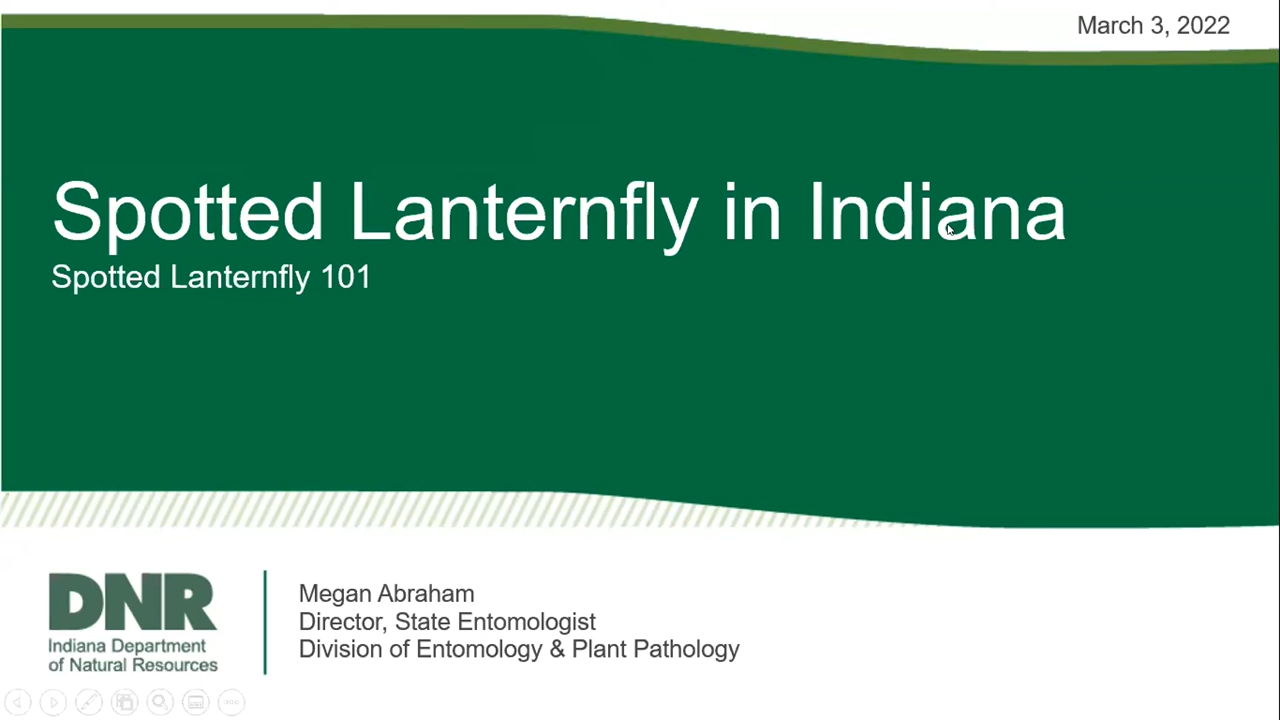 March 3, 2022
Spotted Lanternfly in Indiana
Spotted Lanternfly 101
DNR
Indiana Department
of Natural Resources
Megan Abraham
Director, State Entomologist
Division of Entomology & Plant Pathology